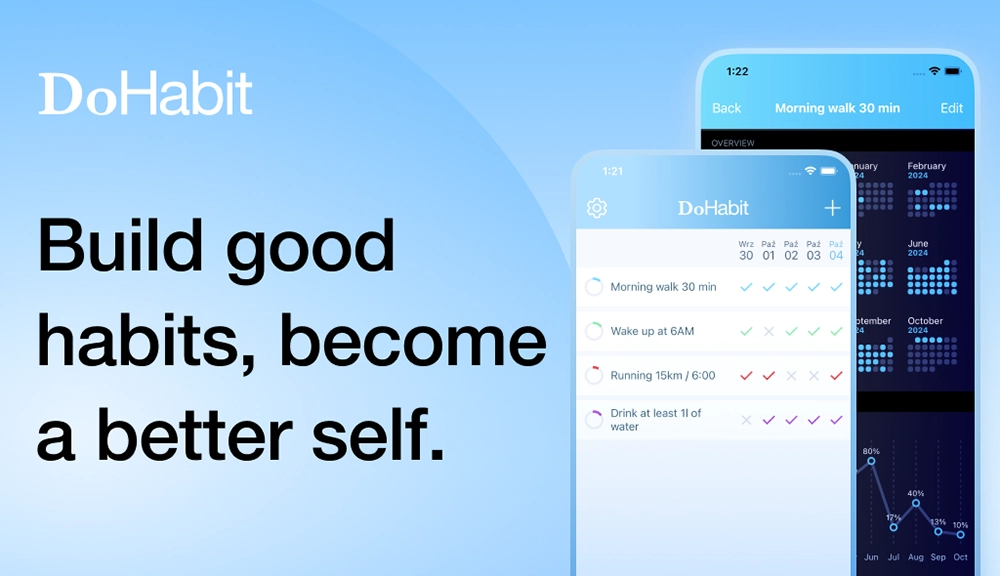 DoHabit
Build good
habits, become
a better self.
1:21
DoHabit
Wrz Paź Paź Paź Paź
30 01 02 03 04
Morning walk 30 min
Wake up at 6AM
Running 15km / 6:00
Drink at least 1l of
water
1:22
Back Morning walk 30 min Edit
OVERVIEW
February
2024
June
October
2024
80%
17%
40%
13%
10%
Jun Jul Aug Sep Oct